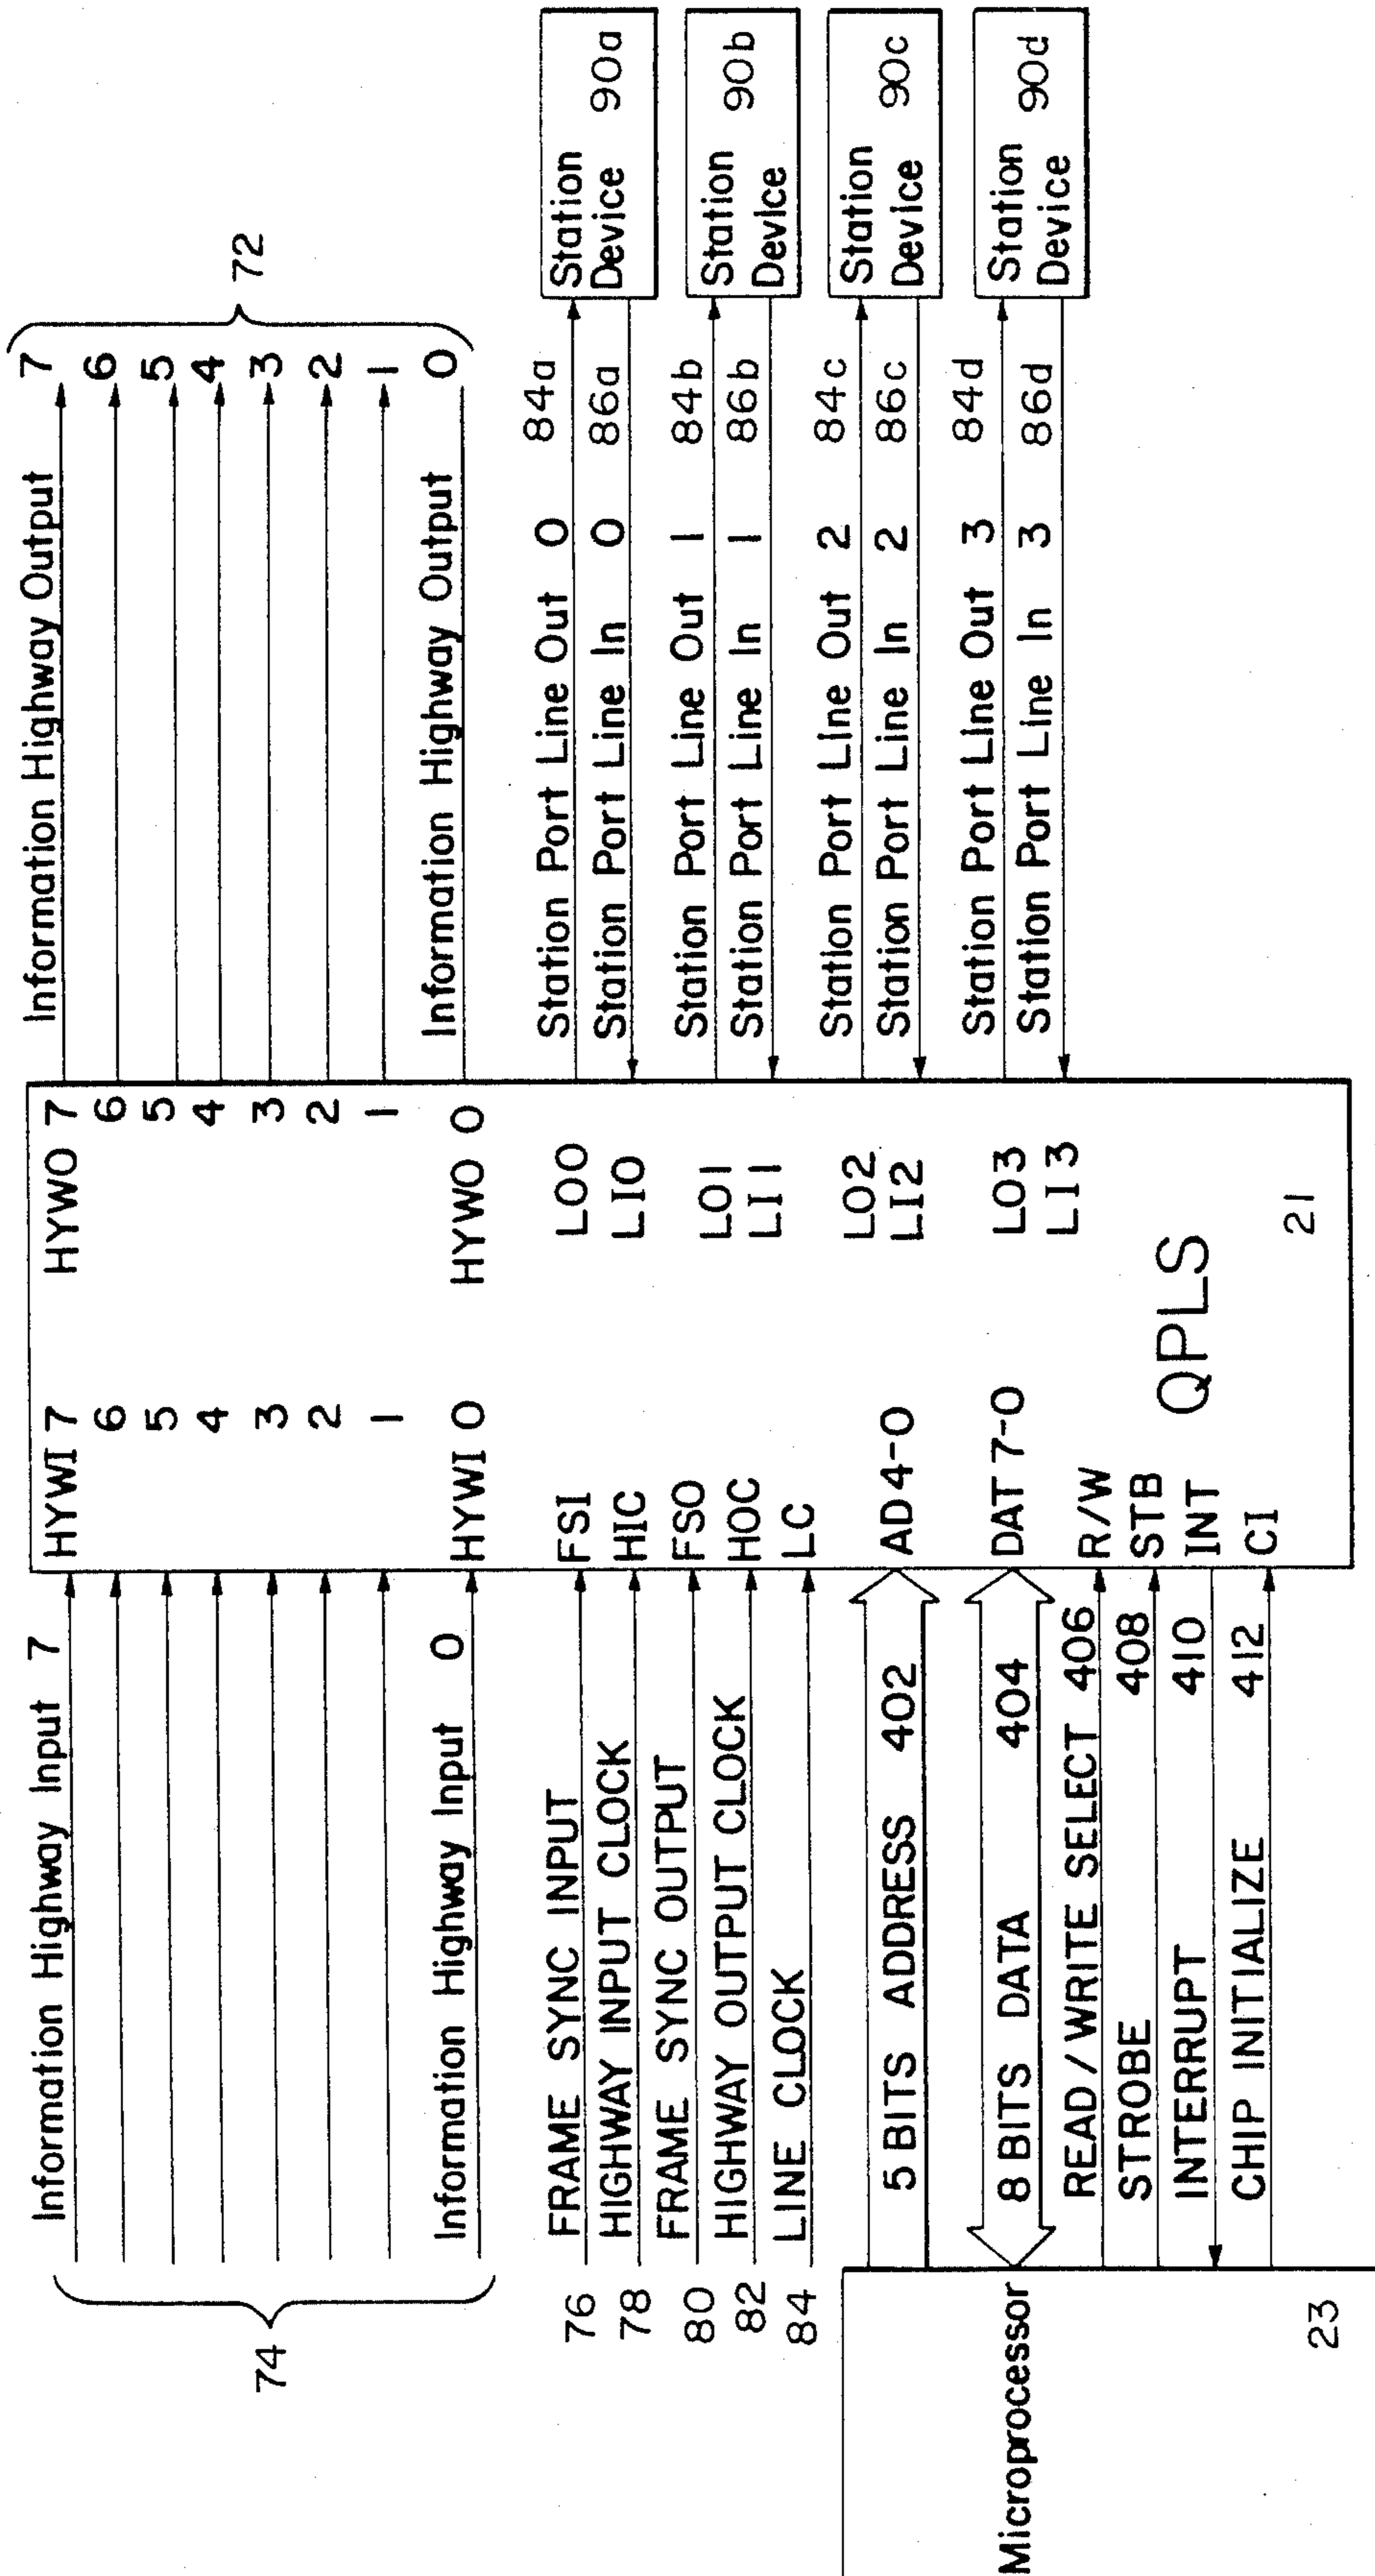 Information Highway Input 7
Information Highway Input 0
74
FRAME SYNC INPUT
76
HIGHWAY INPUT CLOCK
78
FRAME SYNC OUTPUT
80
HIGHWAY OUTPUT CLOCK
82
LINE CLOCK
84
5 BITS ADDRESS 402
8 BITS DATA 404
READ/WRITE SELECT 406
STROBE 408
INTERRUPT 410
CHIP INITIALIZE 412
Microprocessor
23
HYWI 7
6
5
4
3
2
1
HYWI 0
FSI
HIC
FSO
HOC
LC
AD4-0
DAT 7-0
R/W
STB
INT
CI
QPLS
21
HYWO 7
6
5
4
3
2
1
HYWO 0
LO0
LI0
LO1
LI1
LO2
LI2
LO3
LI3
Information Highway Output 7
6
5
4
3
2
1
Information Highway Output 0
72
Station Port Line Out 0 84a
Station Port Line In 0 86a
Station Port Line Out 1 84b
Station Port Line In 1 86b
Station Port Line Out 2 84c
Station Port Line In 2 86c
Station Port Line Out 3 84d
Station Port Line In 3 86d
Station
Device 90a
Station
Device 90b
Station
Device 90c
Station
Device 90d